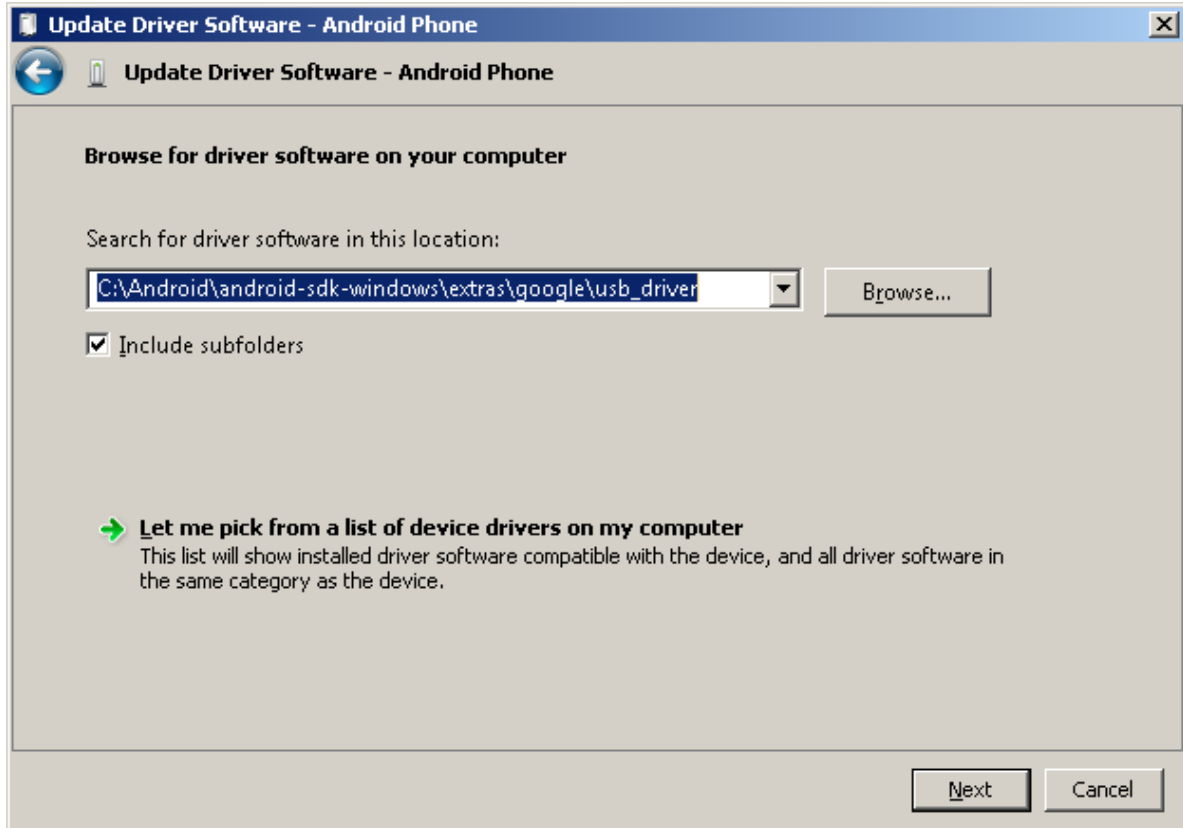 Update Driver Software - Android Phone
Update Driver Software - Android Phone
Browse for driver software on your computer
Search for driver software in this location:
C:\Android\android-sdk-windows\extras\google\usb_driver
Browse...
Include subfolders
Let me pick from a list of device drivers on my computer
This list will show installed driver software compatible with the device, and all driver software in
the same category as the device.
Next
Cancel